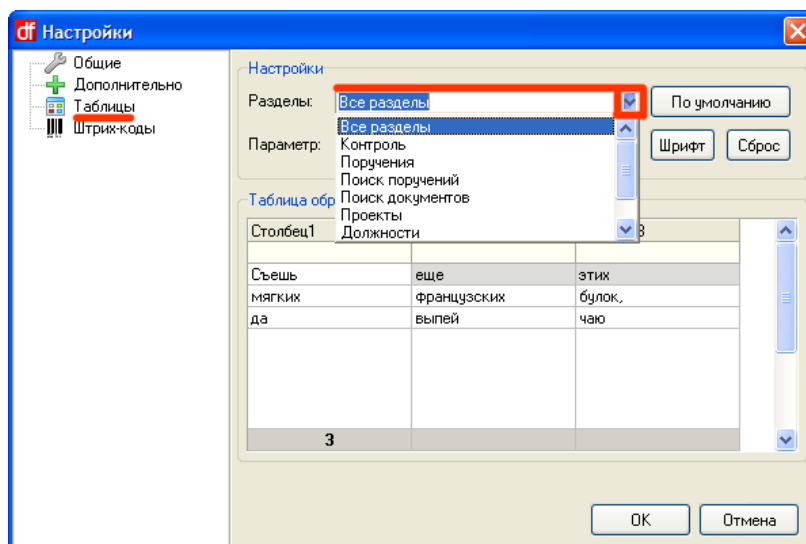 df Настройки
Общие
Дополнительно
Таблицы
Штрих-коды
Настройки
Разделы: Все разделы По умолчанию
Все разделы
Контроль
Параметр: Шрифт Сброс
Поручения
Поиск поручений
Поиск документов
Проекты
Должности
Таблица обр
Столбец1 3
Съешь еще этих
мягких французских булок,
да выпей чаю
3
OK Отмена